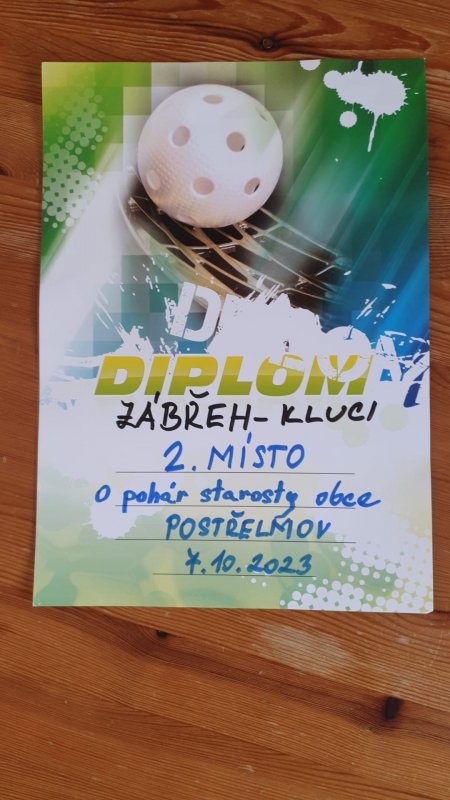 DIPLOM
ZÁBŘEH - KLUCI
2. MÍSTO
O pohár starosty obce
POSTŘELMOV
7.10.2023